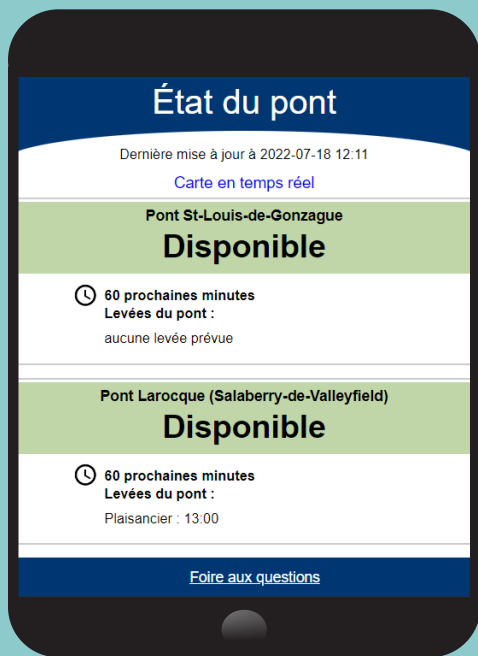 État du pont
Dernière mise à jour à 2022-07-18 12:11
Carte en temps réel
Pont St-Louis-de-Gonzague
Disponible
60 prochaines minutes
Levées du pont :
aucune levée prévue
Pont Larocque (Salaberry-de-Valleyfield)
Disponible
60 prochaines minutes
Levées du pont :
Plaisancier : 13:00
Foire aux questions